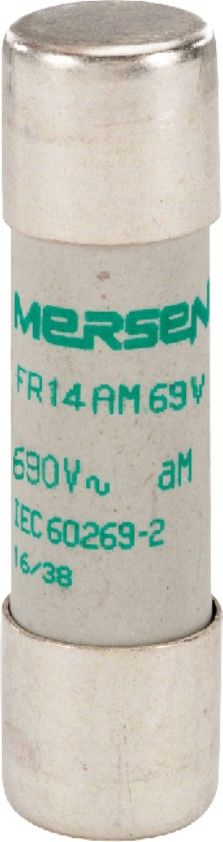 MERSEN
FR14AM69V
690V~ aM
IEC 60269-2
16/38